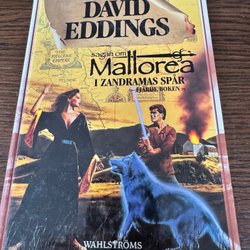 DAVID
EDDINGS
sagan om
Mallorea
I ZANDRAMAS SPÅR
FJÄRDE BOKEN
WAHLSTRÖMS